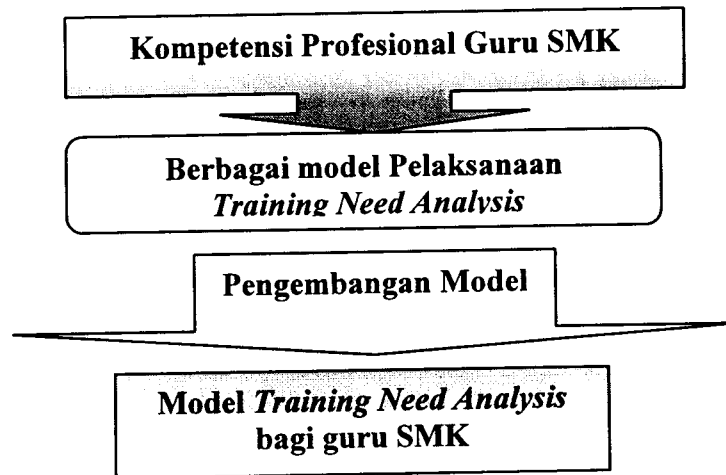 Kompetensi Profesional Guru SMK
Berbagai model Pelaksanaan
Training Need Analysis
Pengembangan Model
Model Training Need Analysis
bagi guru SMK